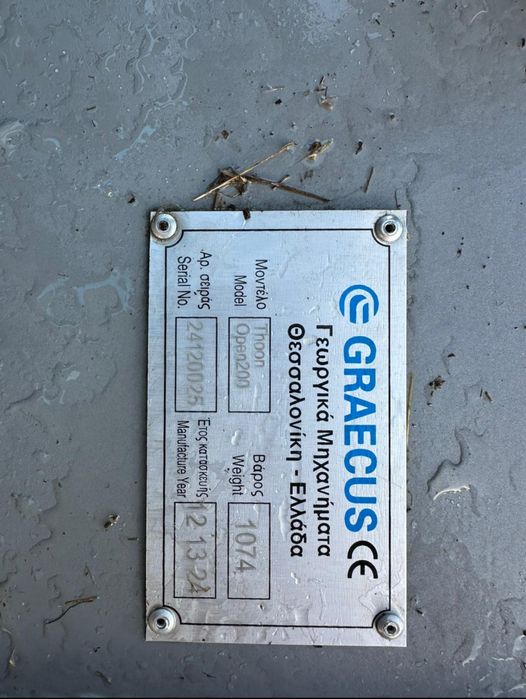 GRAECUS CE
Γεωργικά Μηχανήματα
Θεσσαλονίκη - Ελλάδα
Μοντέλο Thoon Βάρος
Model Open200 Weight 1074
Αρ. σειράς Έτος κατασκευής
Serial No. 24120025 Manufacture Year 12 13-24